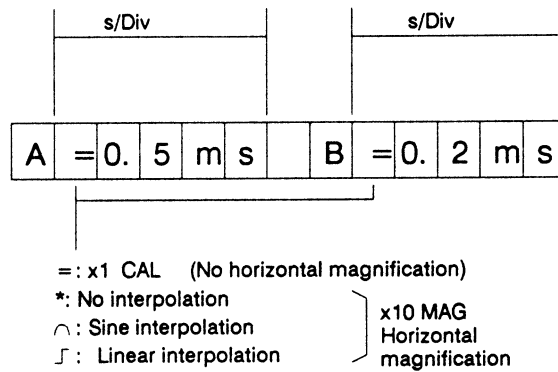 s/Div s/Div
A =0. 5 m s B =0. 2 m s
=: x1 CAL (No horizontal magnification)
*: No interpolation
∩: Sine interpolation
⎍: Linear interpolation
x10 MAG
Horizontal
magnification